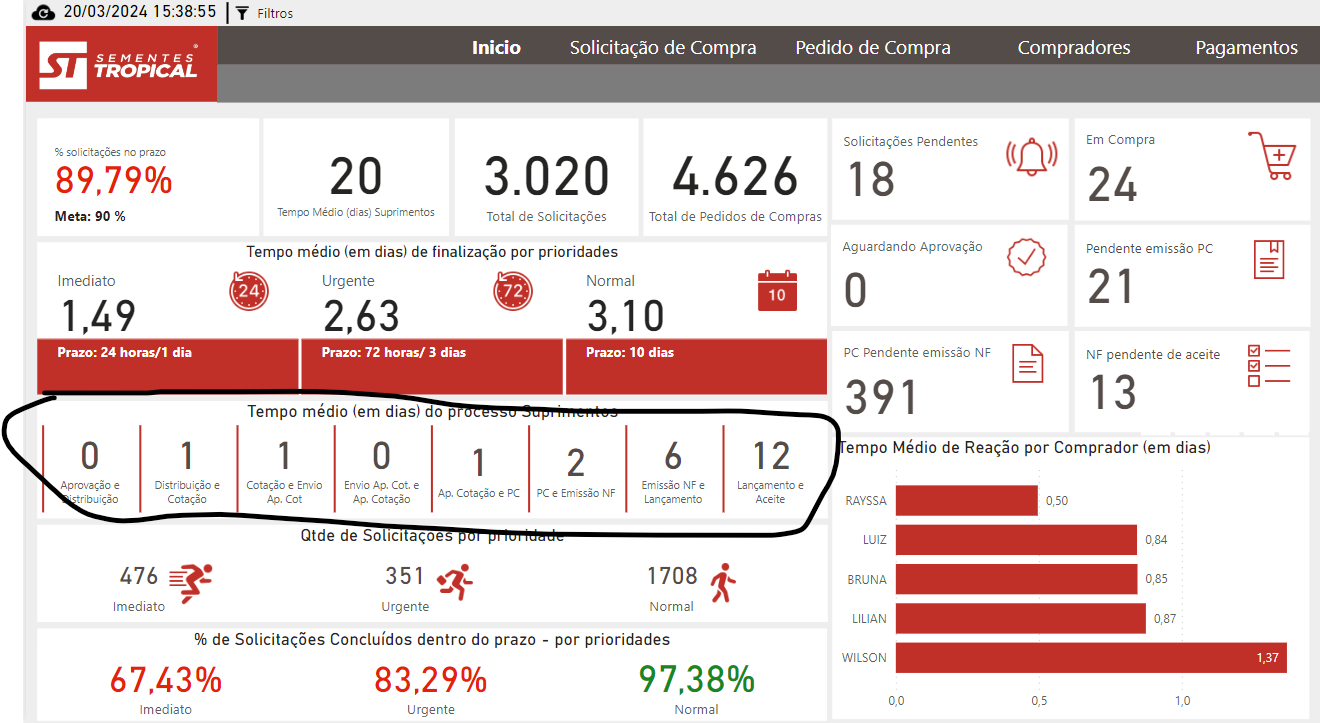 20/03/2024 15:38:55
Filtros
ST SEMENTES
TROPICAL®
Inicio
Solicitação de Compra
Pedido de Compra
Compradores
Pagamentos
% solicitações no prazo
89,79%
Meta: 90 %
20
Tempo Médio (dias) Suprimentos
3.020
Total de Solicitações
4.626
Total de Pedidos de Compras
Solicitações Pendentes
18
Em Compra
24
Tempo médio (em dias) de finalização por prioridades
Imediato
1,49
24
Prazo: 24 horas/1 dia
Urgente
2,63
72
Prazo: 72 horas/ 3 dias
Normal
3,10
10
Prazo: 10 dias
Aguardando Aprovação
0
Pendente emissão PC
21
PC Pendente emissão NF
391
NF pendente de aceite
13
Tempo médio (em dias) do processo Suprimentos
0
Aprovação e
Distribuição
1
Distribuição e
Cotação
1
Cotação e Envio
Ap. Cot
0
Envio Ap. Cot. e
Ap. Cotação
1
Ap. Cotação e PC
2
PC e Emissão NF
6
Emissão NF e
Lançamento
12
Lançamento e
Aceite
Qtde de Solicitações por prioridade
476
Imediato
351
Urgente
1708
Normal
% de Solicitações Concluídos dentro do prazo - por prioridades
67,43%
Imediato
83,29%
Urgente
97,38%
Normal
Tempo Médio de Reação por Comprador (em dias)
RAYSSA 0,50
LUIZ 0,84
BRUNA 0,85
LILIAN 0,87
WILSON 1,37
0,0 0,5 1,0